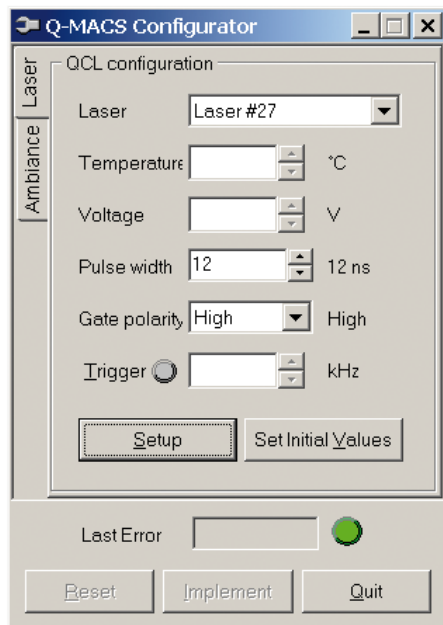 Q-MACS Configurator
Laser
Ambiance
QCL configuration
Laser Laser #27
Temperature °C
Voltage V
Pulse width 12 12 ns
Gate polarity High High
Trigger kHz
Setup Set Initial Values
Last Error
Reset Implement Quit